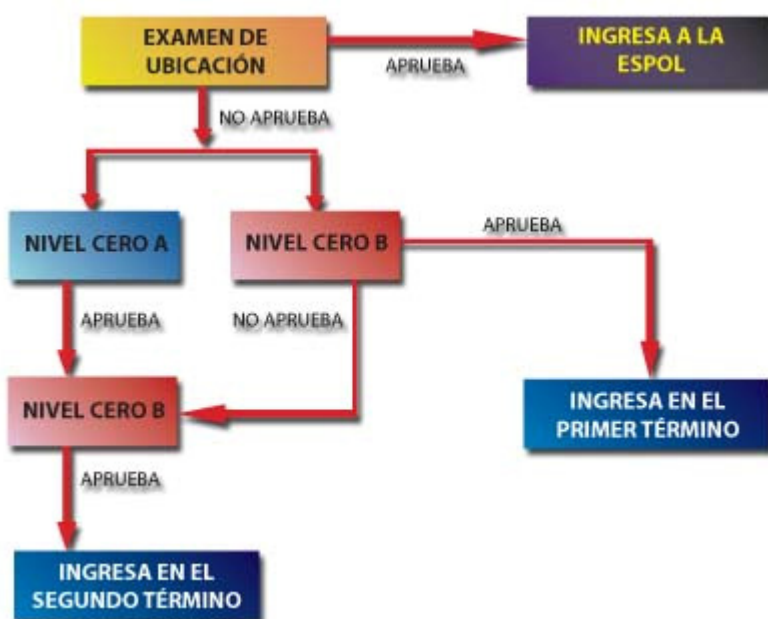 EXAMEN DE
UBICACIÓN
APRUEBA
INGRESA A LA
ESPOL
NO APRUEBA
NIVEL CERO A
NIVEL CERO B
APRUEBA
APRUEBA
NO APRUEBA
NIVEL CERO B
INGRESA EN EL
PRIMER TÉRMINO
APRUEBA
INGRESA EN EL
SEGUNDO TÉRMINO